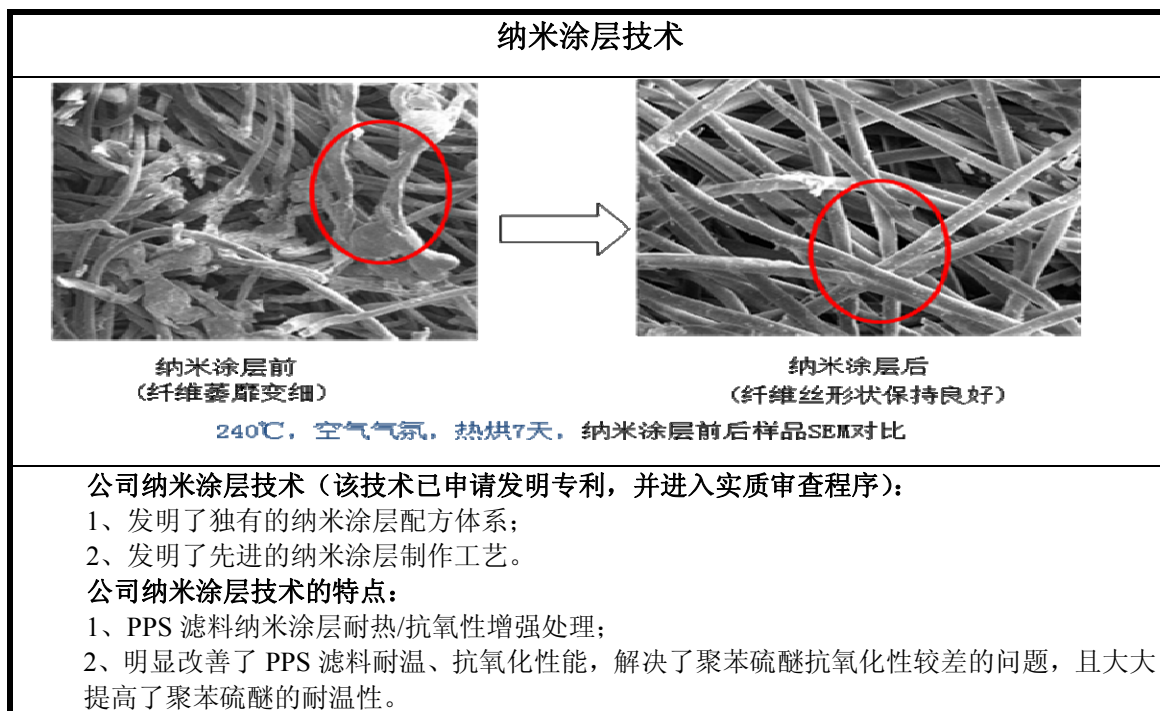 纳米涂层技术
纳米涂层前
(纤维萎靡变细)
纳米涂层后
(纤维丝形状保持良好)
240℃，空气气氛，热烘7天，纳米涂层前后样品SEM对比
公司纳米涂层技术（该技术已申请发明专利，并进入实质审查程序）：
1、发明了独有的纳米涂层配方体系；
2、发明了先进的纳米涂层制作工艺。
公司纳米涂层技术的特点：
1、PPS 滤料纳米涂层耐热/抗氧性增强处理；
2、明显改善了 PPS 滤料耐温、抗氧化性能，解决了聚苯硫醚抗氧化性较差的问题，且大大
提高了聚苯硫醚的耐温性。